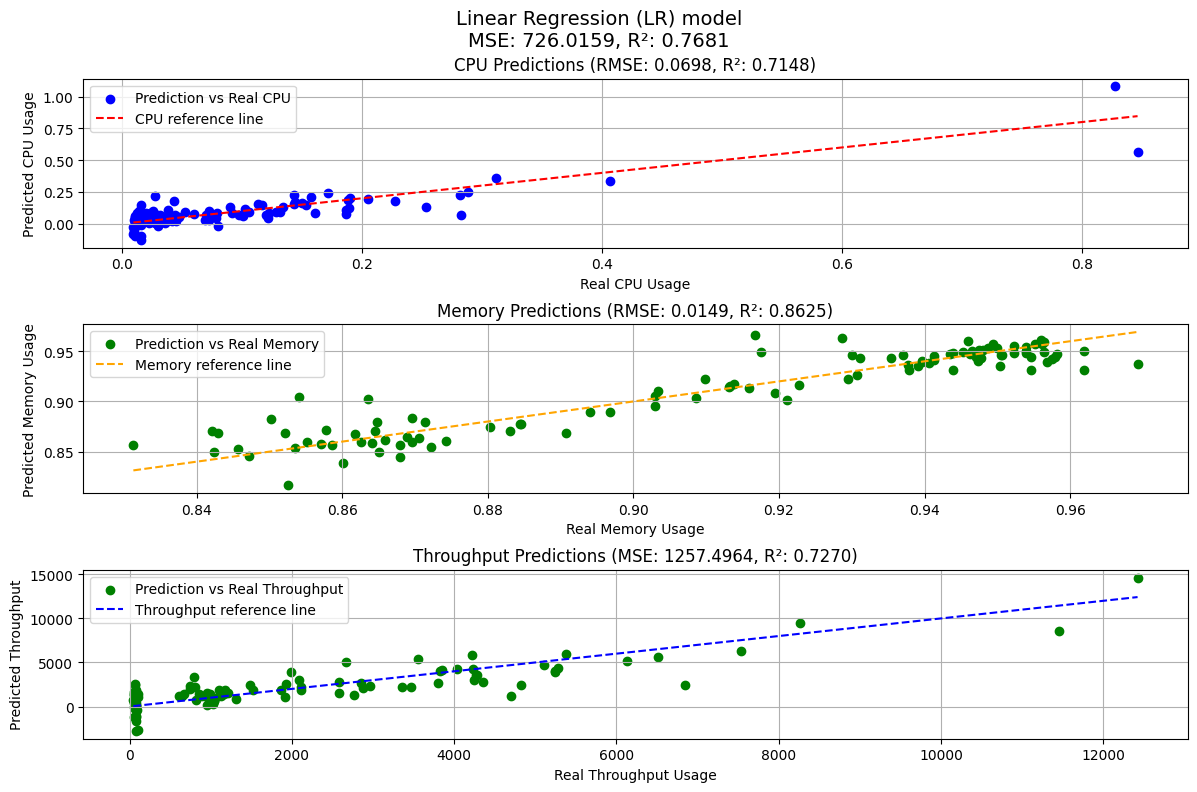 Linear Regression (LR) model
MSE: 726.0159, R²: 0.7681
CPU Predictions (RMSE: 0.0698, R²: 0.7148)
Predicted CPU Usage
1.00
0.75
0.50
0.25
0.00
Prediction vs Real CPU
CPU reference line
0.0 0.2 0.4 0.6 0.8
Real CPU Usage
Memory Predictions (RMSE: 0.0149, R²: 0.8625)
Predicted Memory Usage
0.95
0.90
0.85
Prediction vs Real Memory
Memory reference line
0.84 0.86 0.88 0.90 0.92 0.94 0.96
Real Memory Usage
Throughput Predictions (MSE: 1257.4964, R²: 0.7270)
Predicted Throughput
15000
10000
5000
0
Prediction vs Real Throughput
Throughput reference line
0 2000 4000 6000 8000 10000 12000
Real Throughput Usage